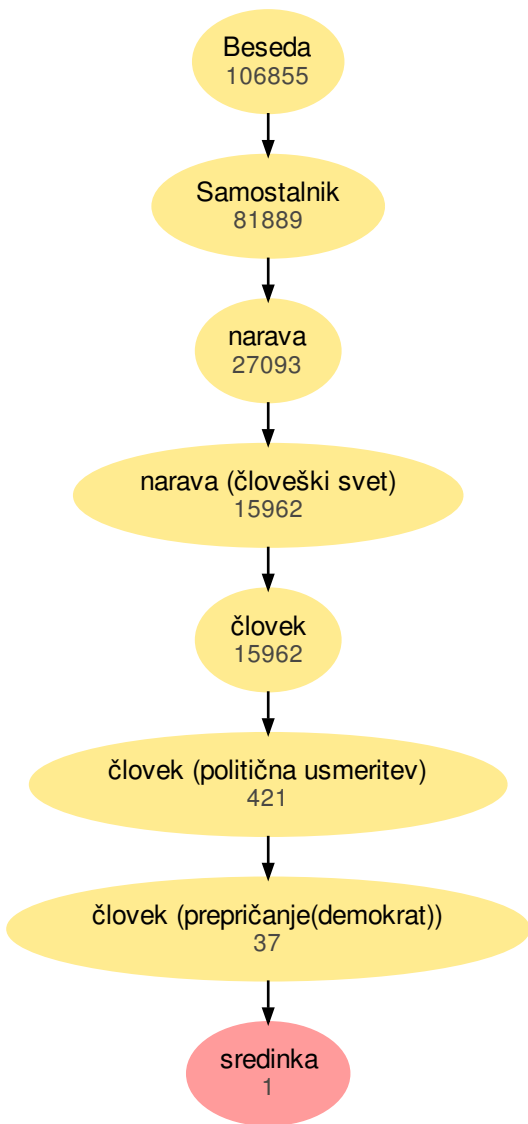 Beseda
106855
Samostalnik
81889
narava
27093
narava (človeški svet)
15962
človek
15962
človek (politična usmeritev)
421
človek (prepričanje(demokrat))
37
sredinka
1